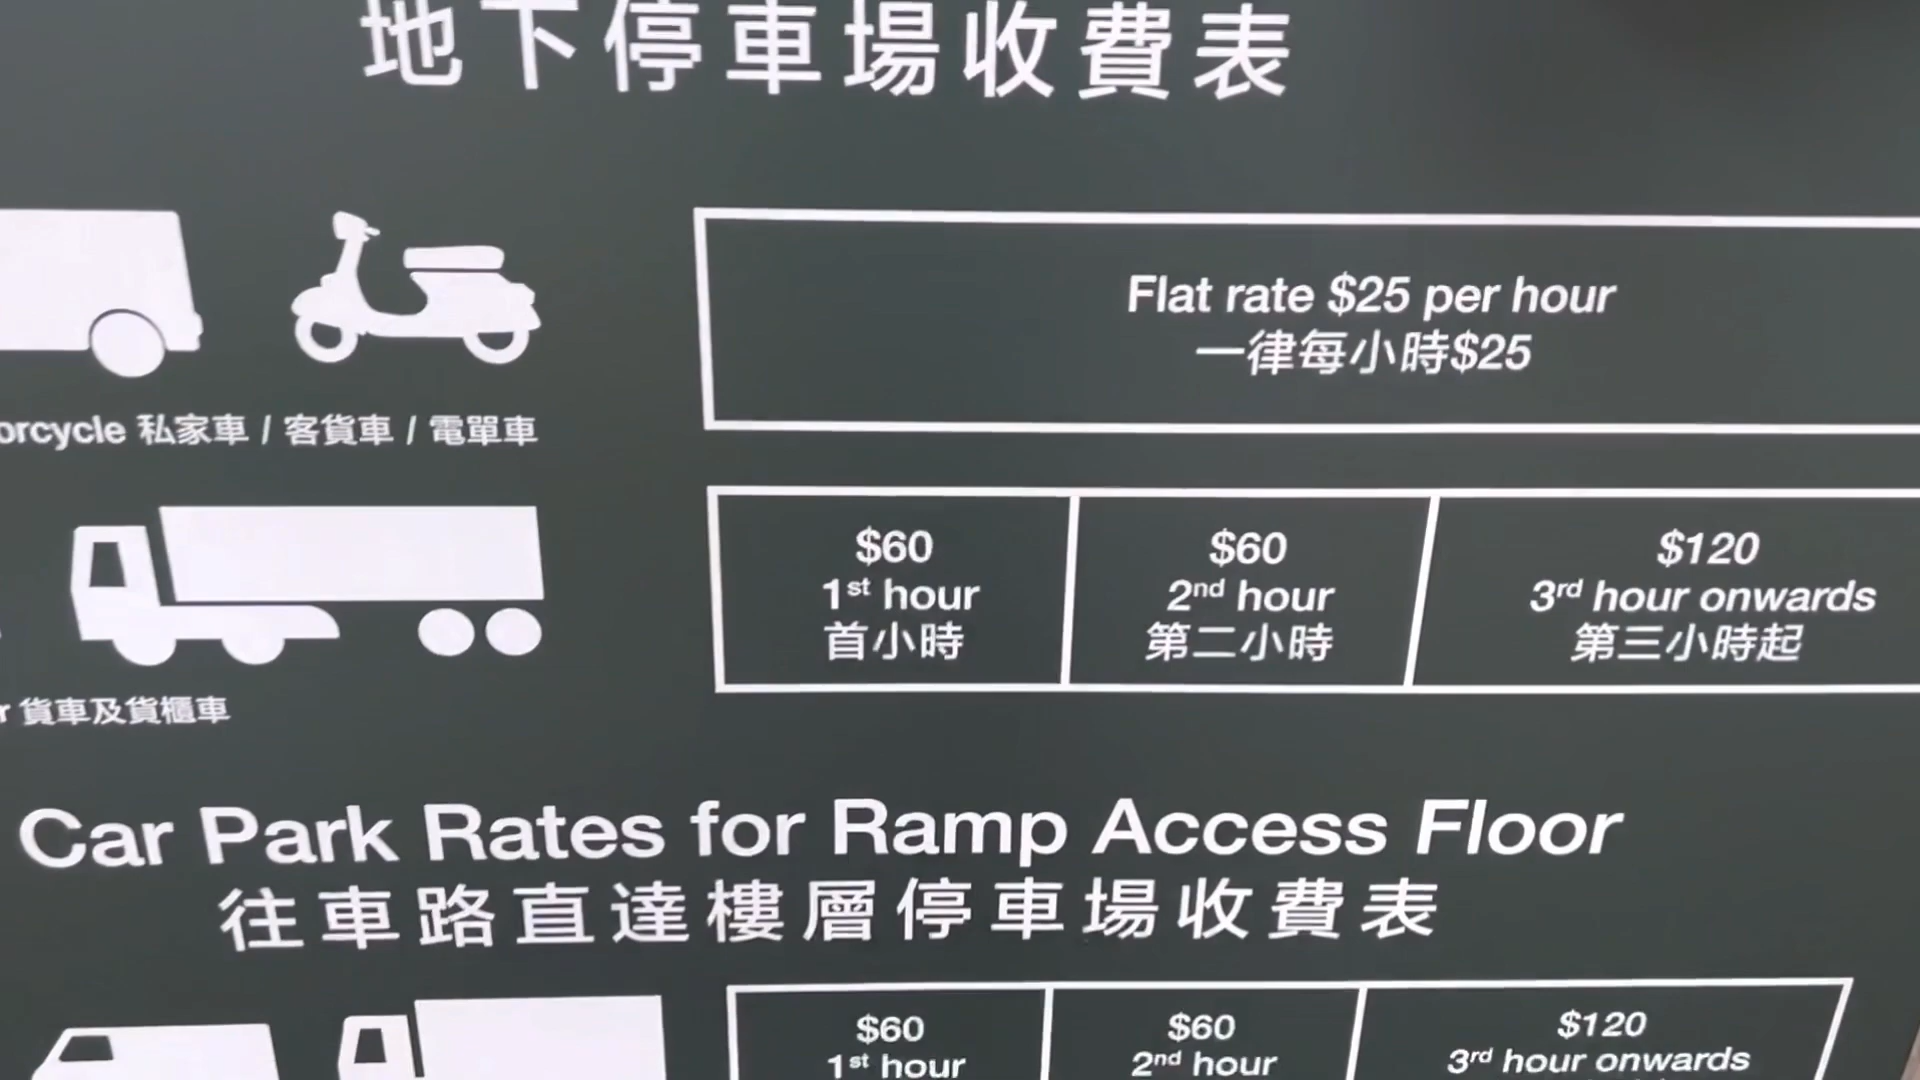 地下停車場收費表
Flat rate $25 per hour
一律每小時$25
orcycle 私家車 / 客貨車 / 電單車
$60
1st hour
首小時
$60
2nd hour
第二小時
$120
3rd hour onwards
第三小時起
r 貨車及貨櫃車
Car Park Rates for Ramp Access Floor
往車路直達樓層停車場收費表
$60
1st hour
$60
2nd hour
$120
3rd hour onwards